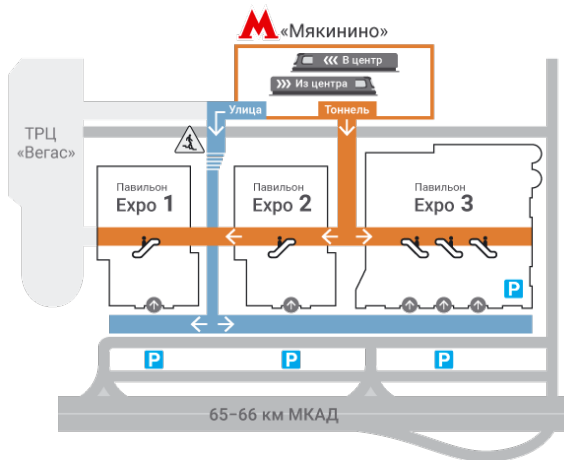 М «Мякинино»
‹‹‹ В центр
››› Из центра
Улица
Тоннель
ТРЦ
«Вегас»
Павильон
Expo 1
Павильон
Expo 2
Павильон
Expo 3
P
P
P
P
65–66 км МКАД